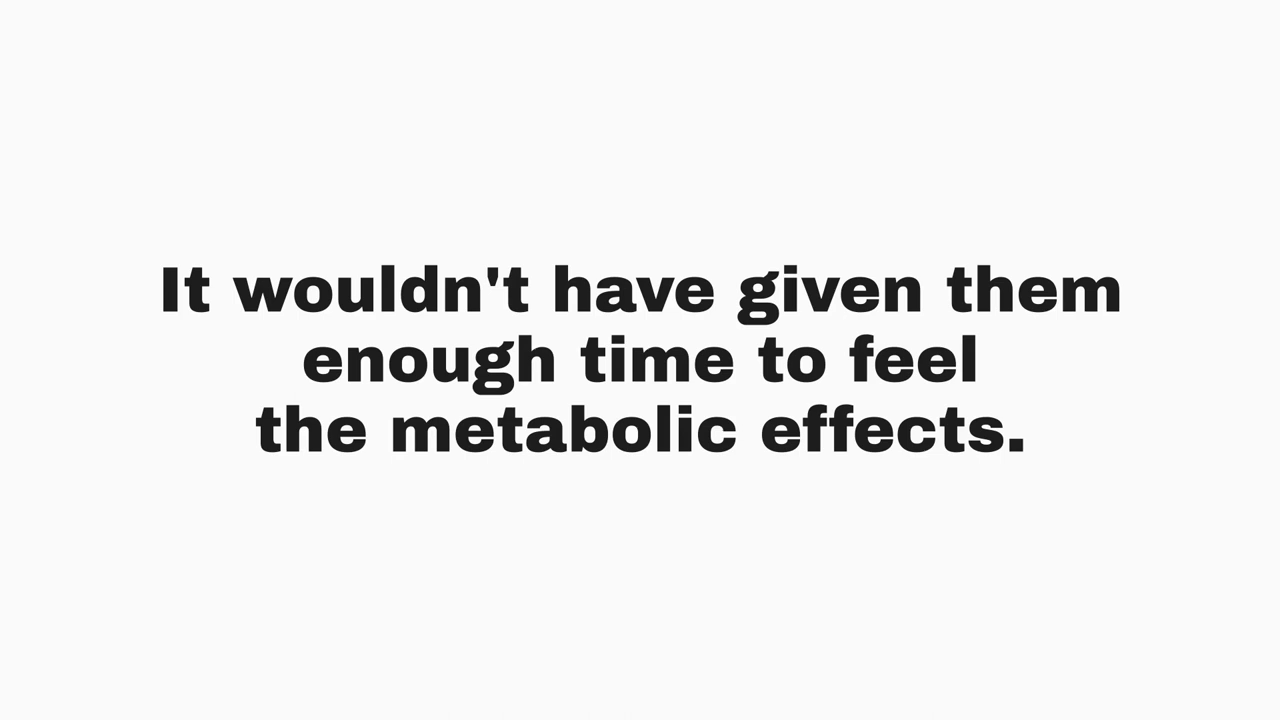 It wouldn't have given them
enough time to feel
the metabolic effects.